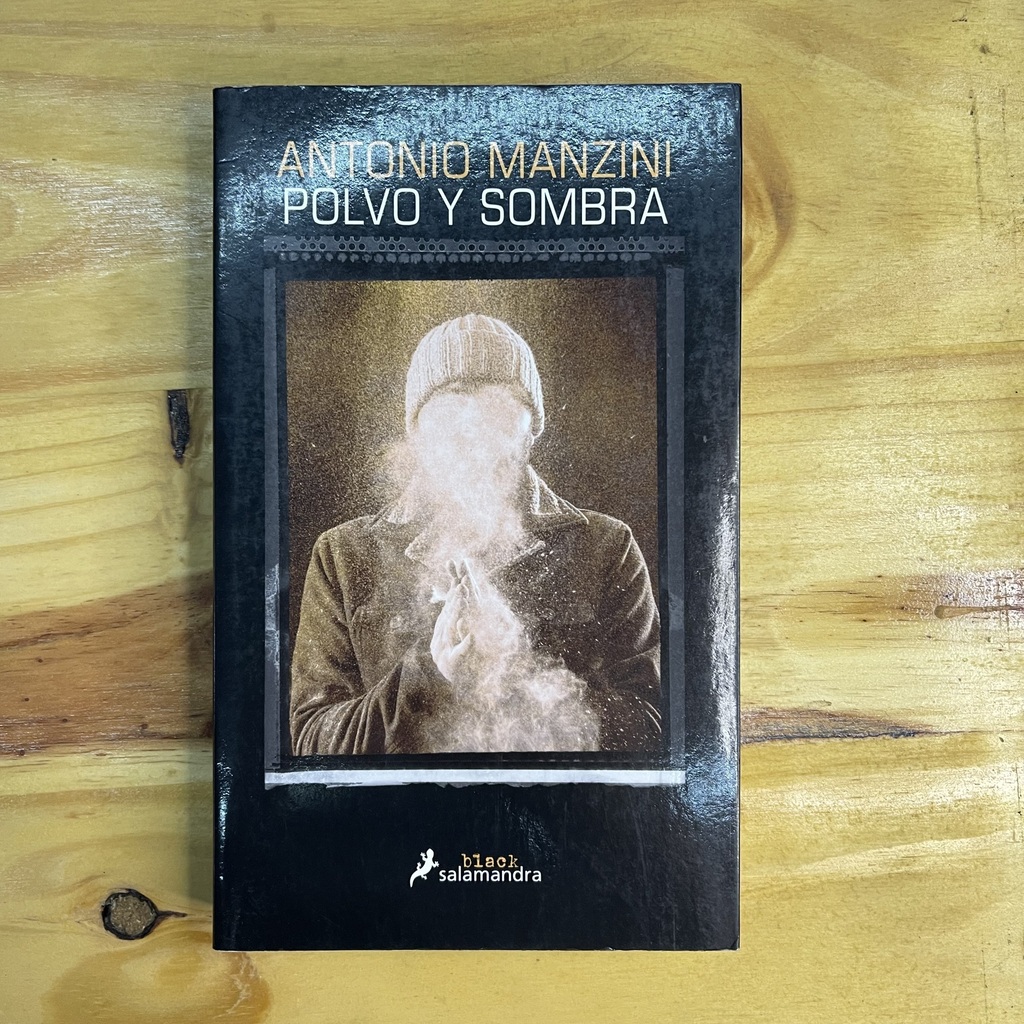 ANTONIO MANZINI
POLVO Y SOMBRA
black
salamandra